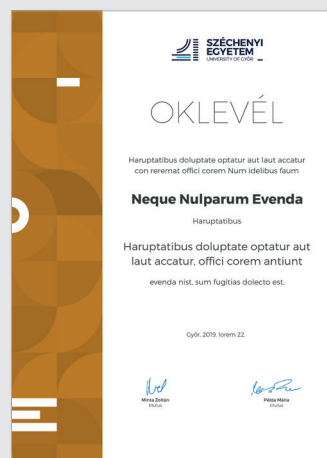 SZÉCHENYI
EGYETEM
UNIVERSITY OF GYŐR
OKLEVÉL
Haruptatibus doluptate optatur aut laut accatur
con rerernat offici corem Num idelibus faum
Neque Nulparum Evenda
Haruptatibus
Haruptatibus doluptate optatur aut
laut accatur, offici corem antiunt
evenda nist, sum fugitias dolecto est.
Győr, 2019. lorem 22.
Minta Zoltán
titulus
Példa Mária
titulus